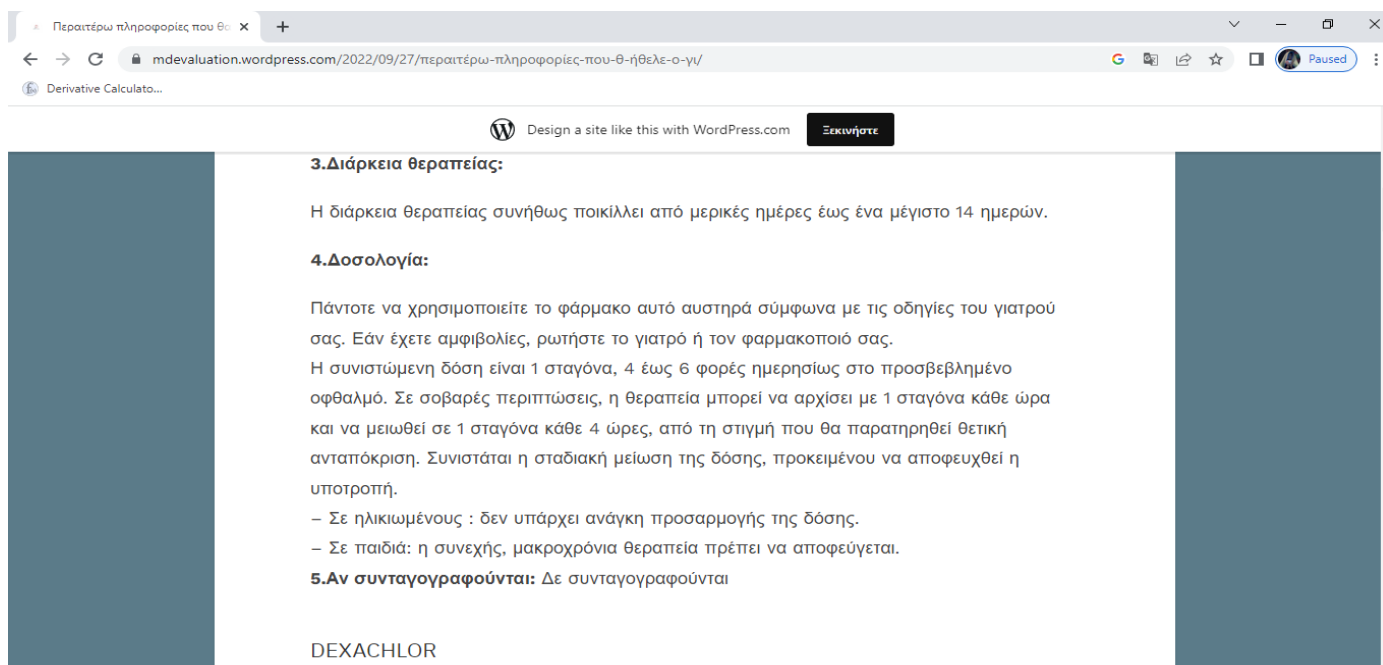 Περαιτέρω πληροφορίες που θα
mdevaluation.wordpress.com/2022/09/27/περαιτέρω-πληροφορίες-που-θ-ήθελε-ο-γι/
Paused
Derivative Calculato...
Design a site like this with WordPress.com
Ξεκινήστε
3.Διάρκεια θεραπείας:
Η διάρκεια θεραπείας συνήθως ποικίλλει από μερικές ημέρες έως ένα μέγιστο 14 ημερών.
4.Δοσολογία:
Πάντοτε να χρησιμοποιείτε το φάρμακο αυτό αυστηρά σύμφωνα με τις οδηγίες του γιατρού
σας. Εάν έχετε αμφιβολίες, ρωτήστε το γιατρό ή τον φαρμακοποιό σας.
Η συνιστώμενη δόση είναι 1 σταγόνα, 4 έως 6 φορές ημερησίως στο προσβεβλημένο
οφθαλμό. Σε σοβαρές περιπτώσεις, η θεραπεία μπορεί να αρχίσει με 1 σταγόνα κάθε ώρα
και να μειωθεί σε 1 σταγόνα κάθε 4 ώρες, από τη στιγμή που θα παρατηρηθεί θετική
ανταπόκριση. Συνιστάται η σταδιακή μείωση της δόσης, προκειμένου να αποφευχθεί η
υποτροπή.
– Σε ηλικιωμένους : δεν υπάρχει ανάγκη προσαρμογής της δόσης.
– Σε παιδιά: η συνεχής, μακροχρόνια θεραπεία πρέπει να αποφεύγεται.
5.Αν συνταγογραφούνται: Δε συνταγογραφούνται
DEXACHLOR